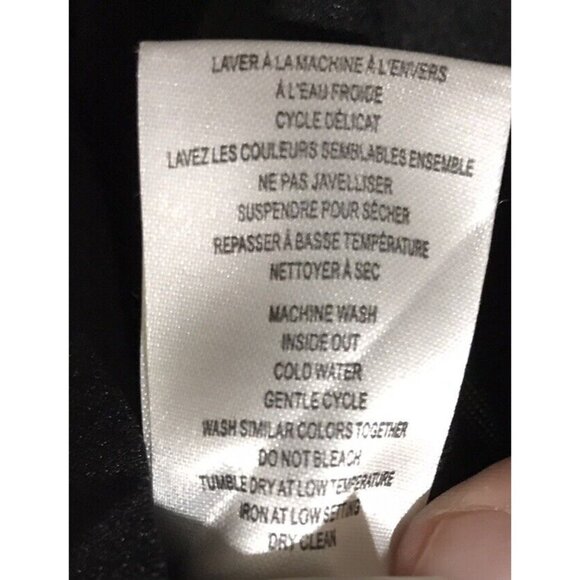 LAVER À LA MACHINE À L'ENVERS
À L'EAU FROIDE
CYCLE DÉLICAT
LAVEZ LES COULEURS SEMBLABLES ENSEMBLE
NE PAS JAVELLISER
SUSPENDRE POUR SÉCHER
REPASSER À BASSE TEMPÉRATURE
NETTOYER À SEC
MACHINE WASH
INSIDE OUT
COLD WATER
GENTLE CYCLE
WASH SIMILAR COLORS TOGETHER
DO NOT BLEACH
TUMBLE DRY AT LOW TEMPERATURE
IRON AT LOW SETTING
DRY CLEAN